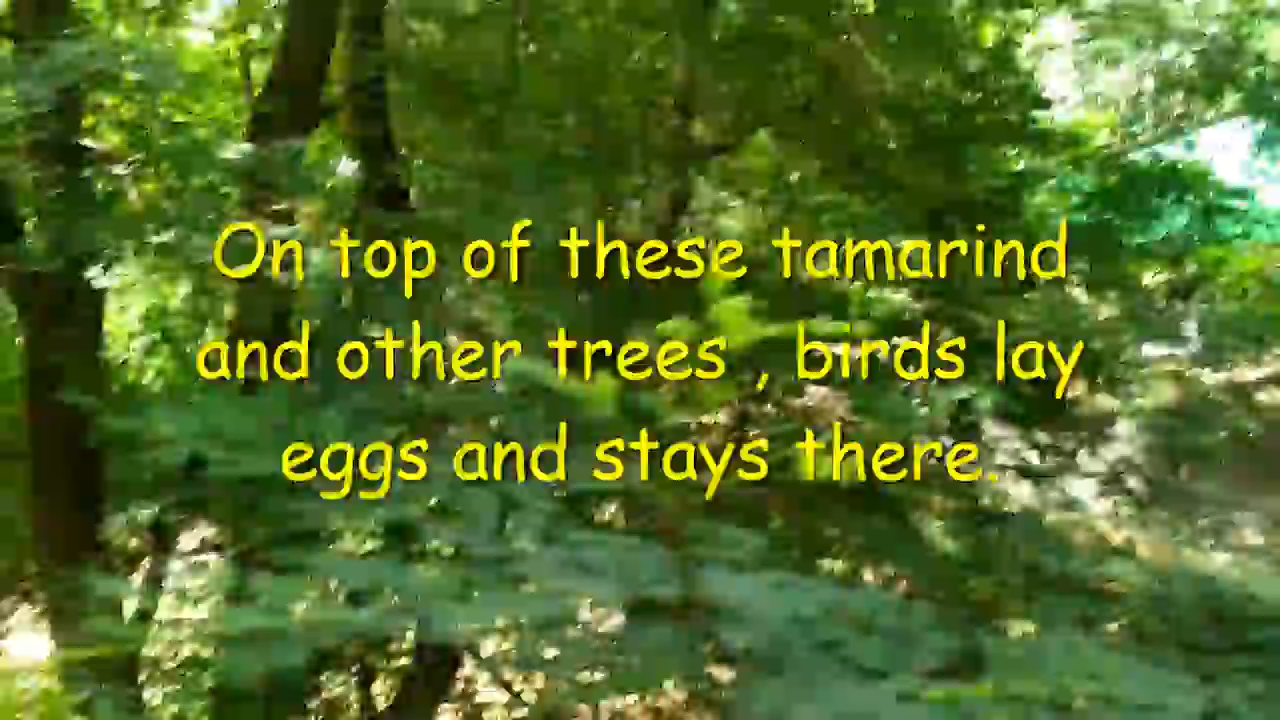 On top of these tamarind
and other trees , birds lay
eggs and stays there.